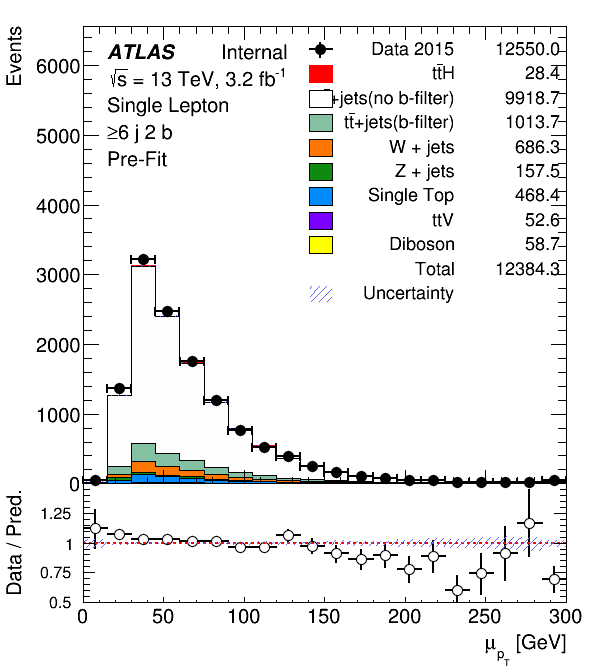 Events
6000
5000
4000
3000
2000
1000
0
ATLAS Internal
√s = 13 TeV, 3.2 fb-1
Single Lepton
≥6 j 2 b
Pre-Fit
Data 2015 12550.0
tt̄H 28.4
+jets(no b-filter) 9918.7
tt̄+jets(b-filter) 1013.7
W + jets 686.3
Z + jets 157.5
Single Top 468.4
ttV 52.6
Diboson 58.7
Total 12384.3
Uncertainty
Data / Pred.
1.25
1
0.75
0.5
0 50 100 150 200 250 300
μpT [GeV]